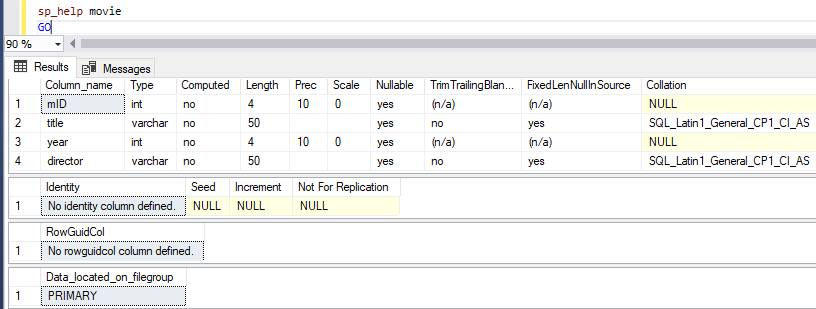 sp_help movie
GO
90 %
Results Messages
Column_name Type Computed Length Prec Scale Nullable TrimTrailingBlan... FixedLenNullInSource Collation
1 mID int no 4 10 0 yes (n/a) (n/a) NULL
2 title varchar no 50 yes no yes SQL_Latin1_General_CP1_CI_AS
3 year int no 4 10 0 yes (n/a) (n/a) NULL
4 director varchar no 50 yes no yes SQL_Latin1_General_CP1_CI_AS
Identity Seed Increment Not For Replication
1 No identity column defined. NULL NULL NULL
RowGuidCol
1 No rowguidcol column defined.
Data_located_on_filegroup
1 PRIMARY